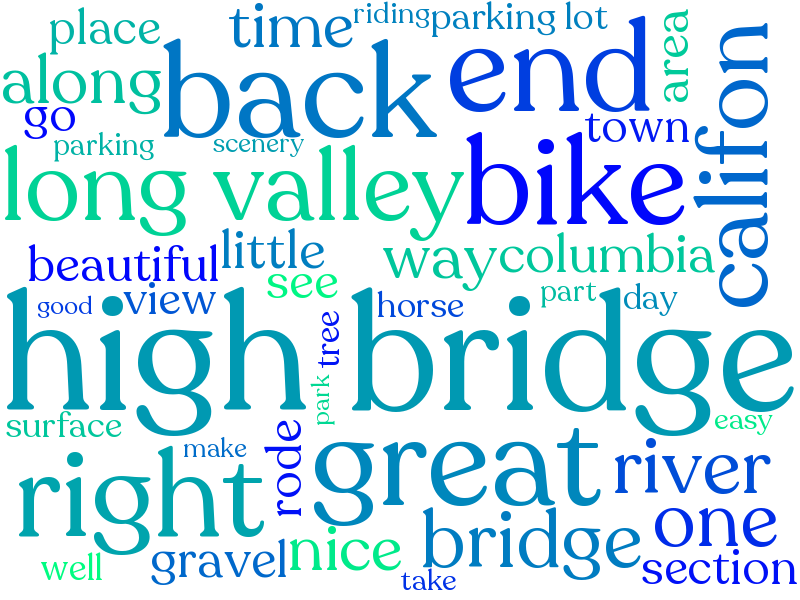 place
time
riding
parking lot
along
back
end
area
califon
go
town
parking
scenery
long valley
bike
beautiful
little
way
columbia
see
good
view
horse
part
day
high bridge
tree
park
surface
easy
make
rode
great
right
river
one
bridge
well
gravel
nice
section
take